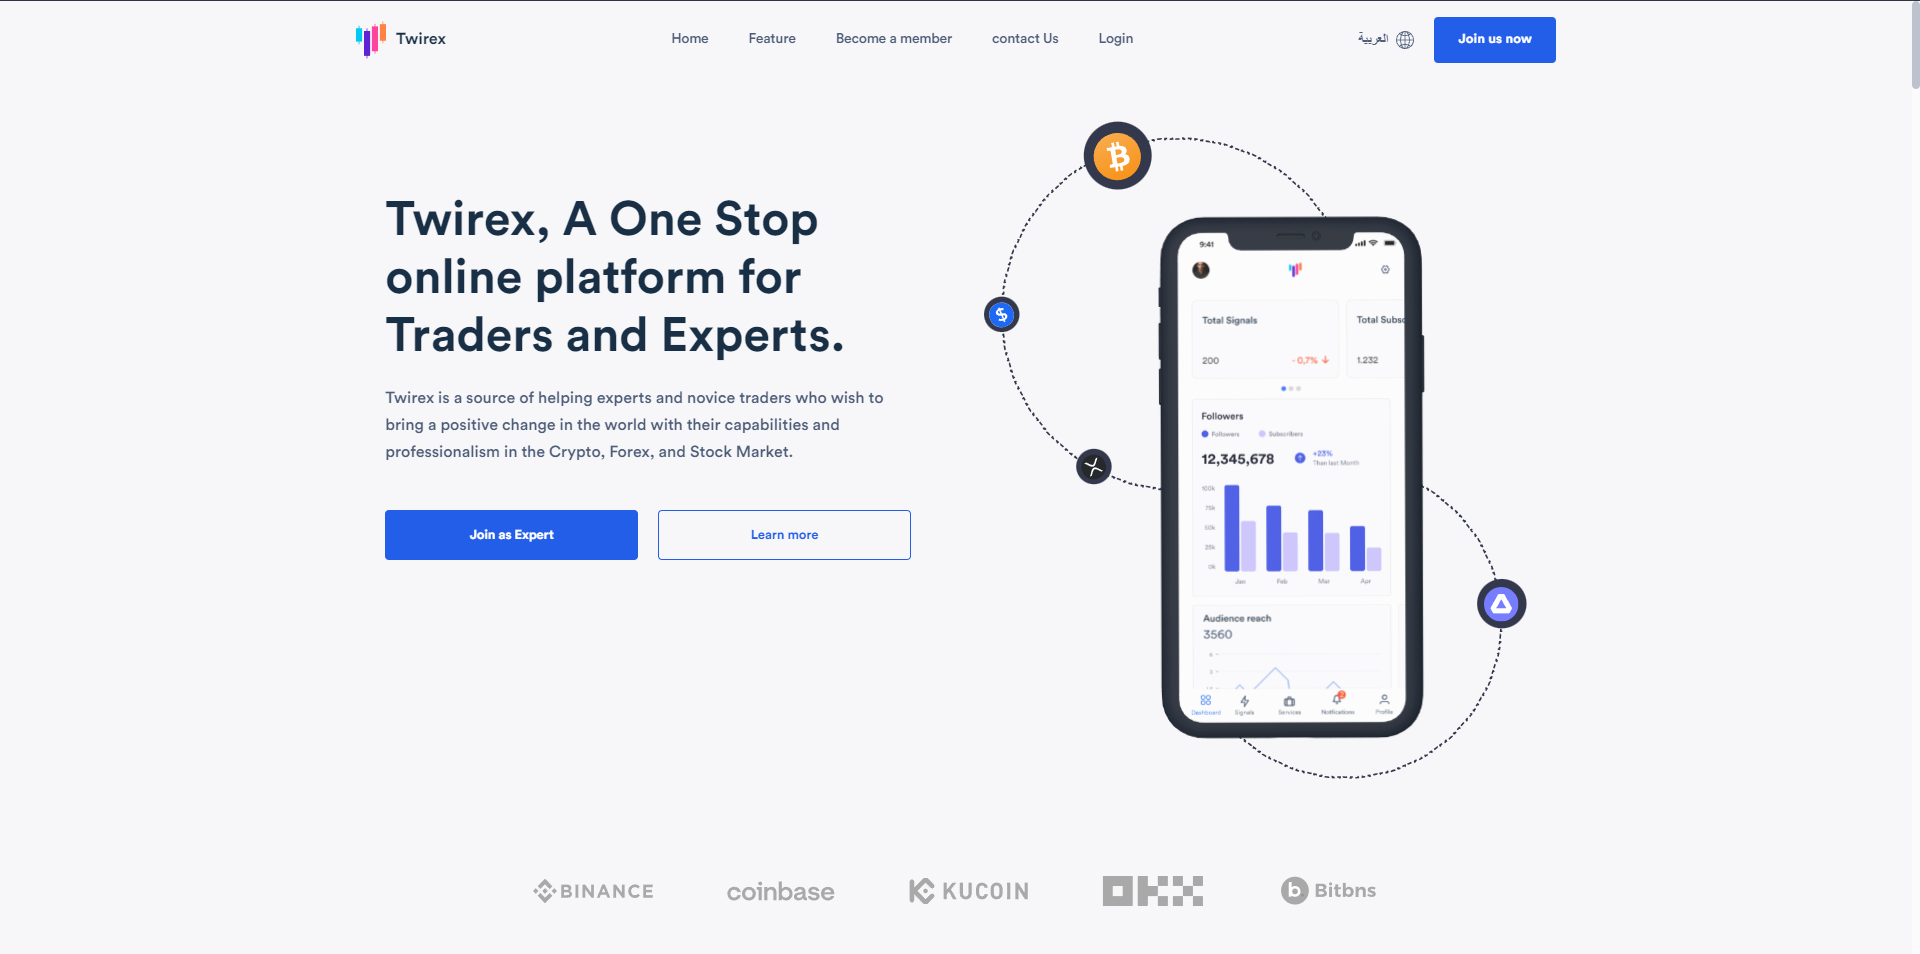 Twirex
Home
Feature
Become a member
contact Us
Login
العربية
Join us now
Twirex, A One Stop
online platform for
Traders and Experts.
Twirex is a source of helping experts and novice traders who wish to
bring a positive change in the world with their capabilities and
professionalism in the Crypto, Forex, and Stock Market.
Join as Expert
Learn more
9:41
Total Signals
200
- 0,7%
Total Subsc
1.232
Followers
Followers
Subscribers
12,345,678
+23%
Than last Month
100k
75k
50k
25k
0k
Jan
Feb
Mar
Apr
Audience reach
3560
Dashboard
Signals
Services
2
Notfications
Profile
BINANCE
coinbase
KUCOIN
OKX
Bitbns